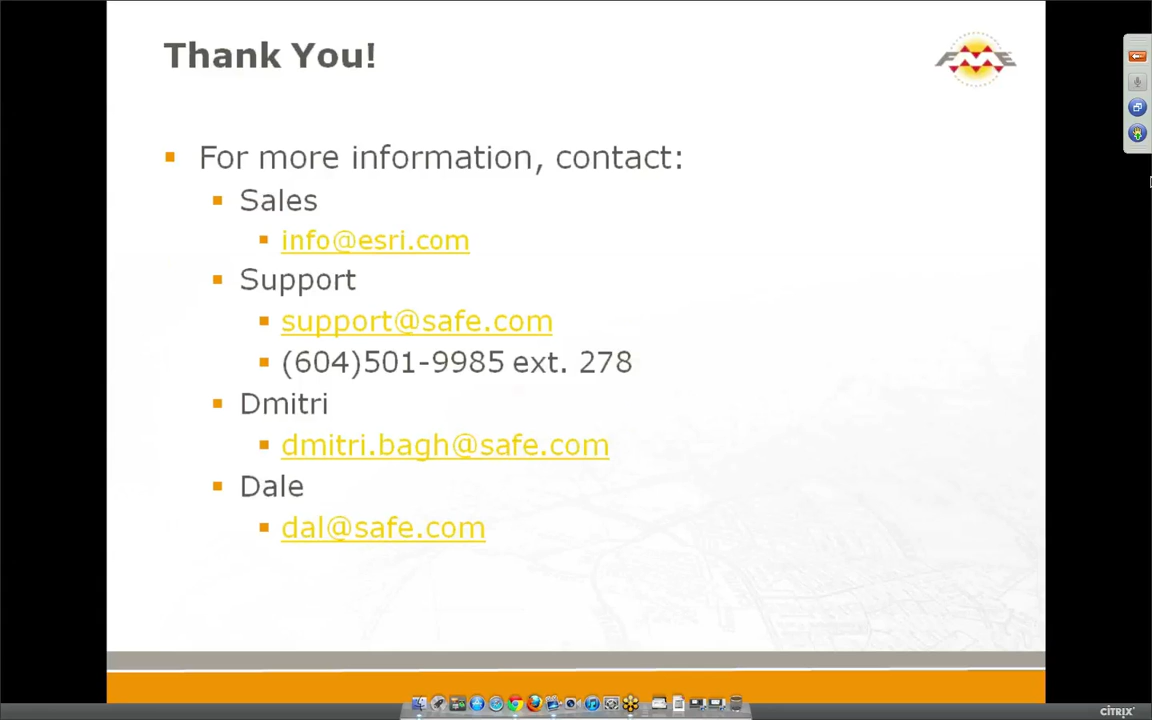 Thank You!
FME
For more information, contact:
Sales
info@esri.com
Support
support@safe.com
(604)501-9985 ext. 278
Dmitri
dmitri.bagh@safe.com
Dale
dal@safe.com
CITRIX